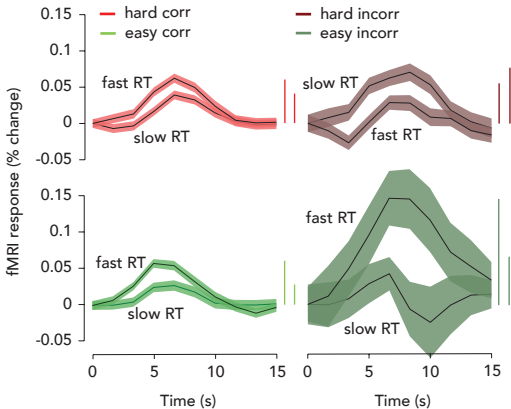 hard corr
easy corr
hard incorr
easy incorr
fMRI response (% change)
0.15
0.10
0.05
0
-0.05
fast RT
slow RT
slow RT
fast RT
0.15
0.10
0.05
0
-0.05
fast RT
slow RT
fast RT
slow RT
0 5 10 15
0 5 10 15
Time (s)
Time (s)